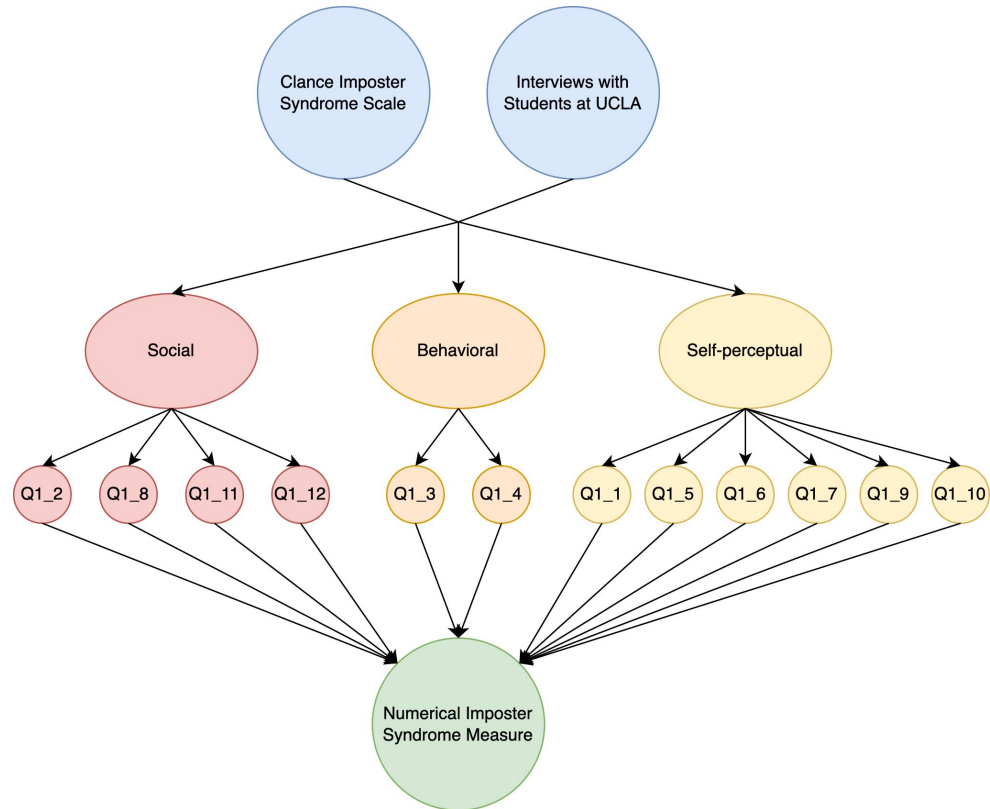 Clance Imposter
Syndrome Scale
Interviews with
Students at UCLA
Social
Behavioral
Self-perceptual
Q1_2
Q1_8
Q1_11
Q1_12
Q1_3
Q1_4
Q1_1
Q1_5
Q1_6
Q1_7
Q1_9
Q1_10
Numerical Imposter
Syndrome Measure